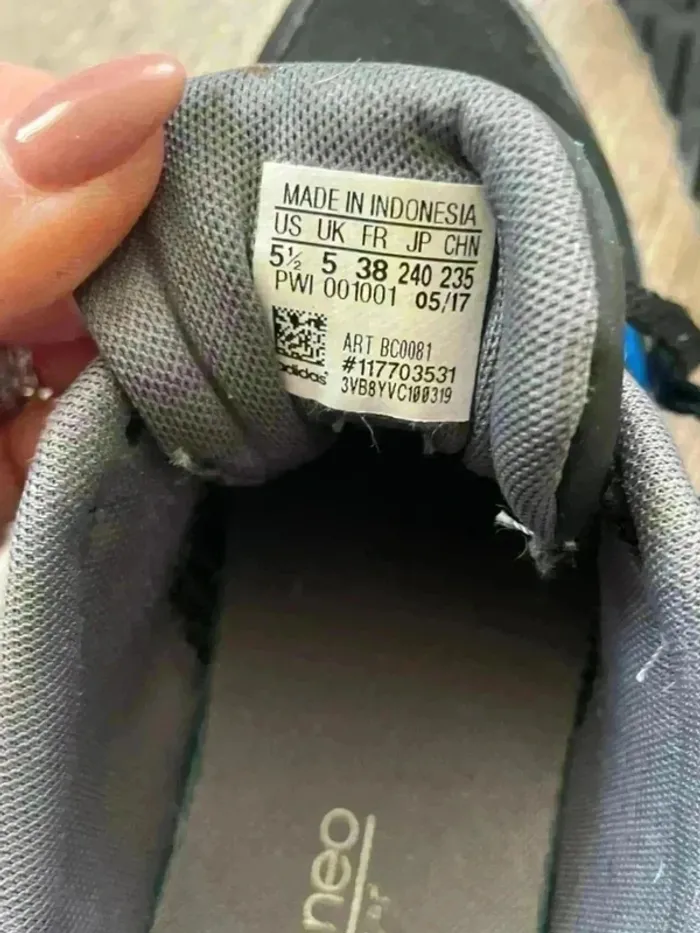 MADE IN INDONESIA
US UK FR JP CHN
5½ 5 38 240 235
PWI 001001 05/17
ART BC0081
#117703531
3VB8YVC100319
adidas
neo